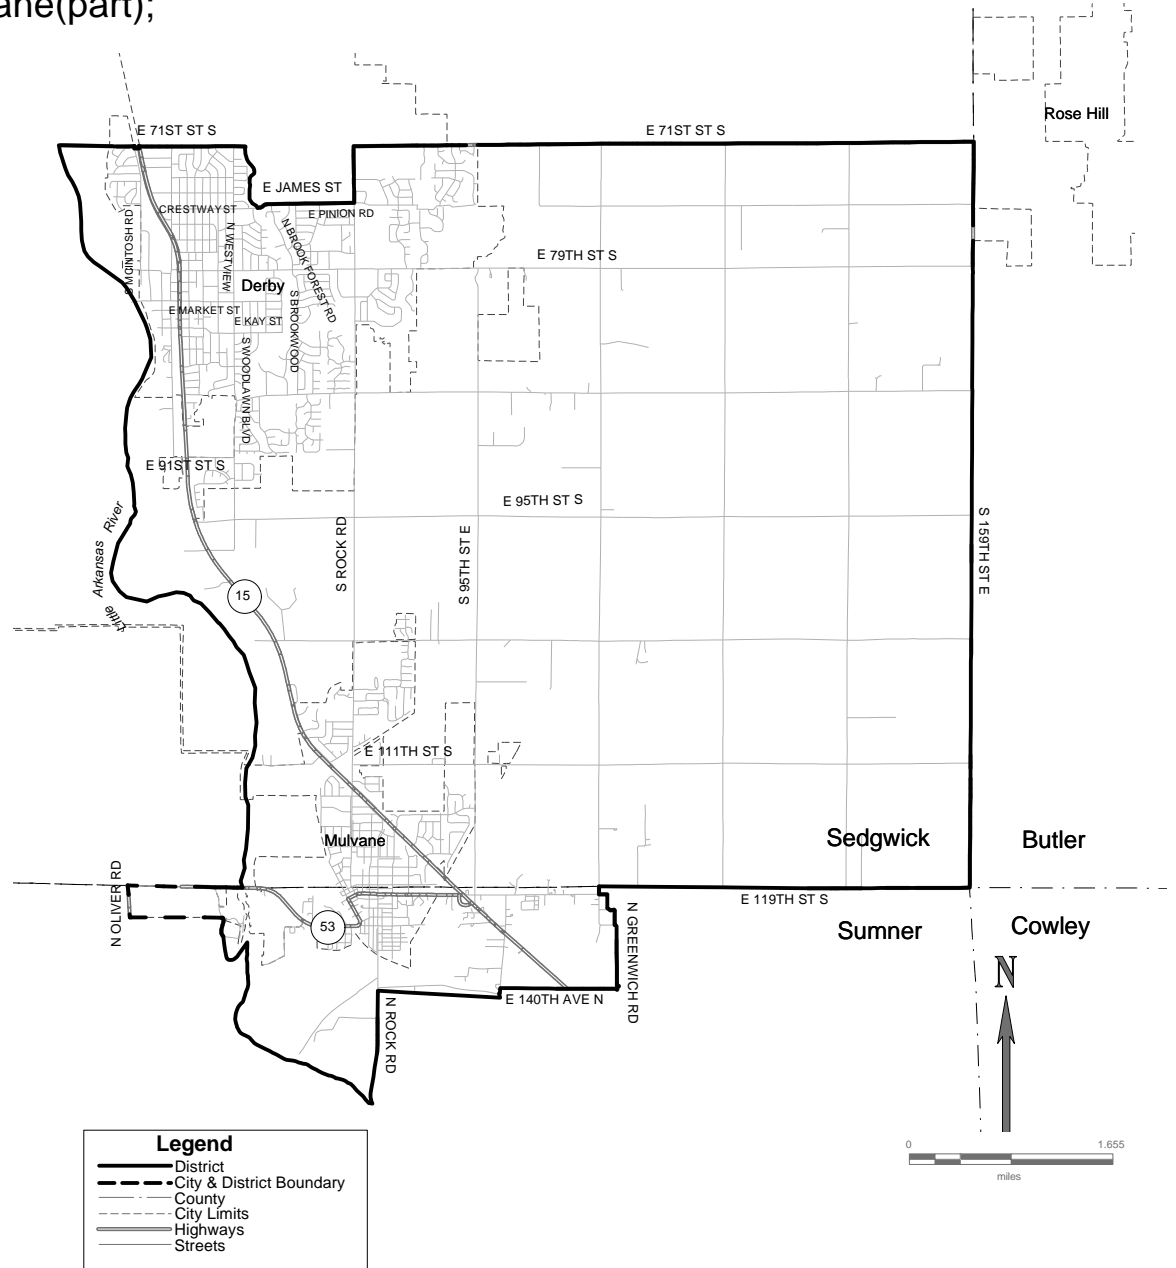 ane(part);
Rose Hill
E 71ST ST S
E 71ST ST S
E JAMES ST
CRESTWAY ST
E PINION RD
S MCINTOSH RD
N WESTVIEW
N BROOK FOREST RD
E 79TH ST S
Derby
E MARKET ST
E KAY ST
S BROOKWOOD
S WOODLAWN BLVD
E 91ST ST S
E 95TH ST S
Little Arkansas River
S ROCK RD
S 95TH ST E
S 159TH ST E
15
E 111TH ST S
Mulvane
Sedgwick
Butler
N OLIVER RD
E 119TH ST S
53
N GREENWICH RD
Sumner
Cowley
N
E 140TH AVE N
N ROCK RD
0 1.655
miles
Legend
District
City & District Boundary
County
City Limits
Highways
Streets